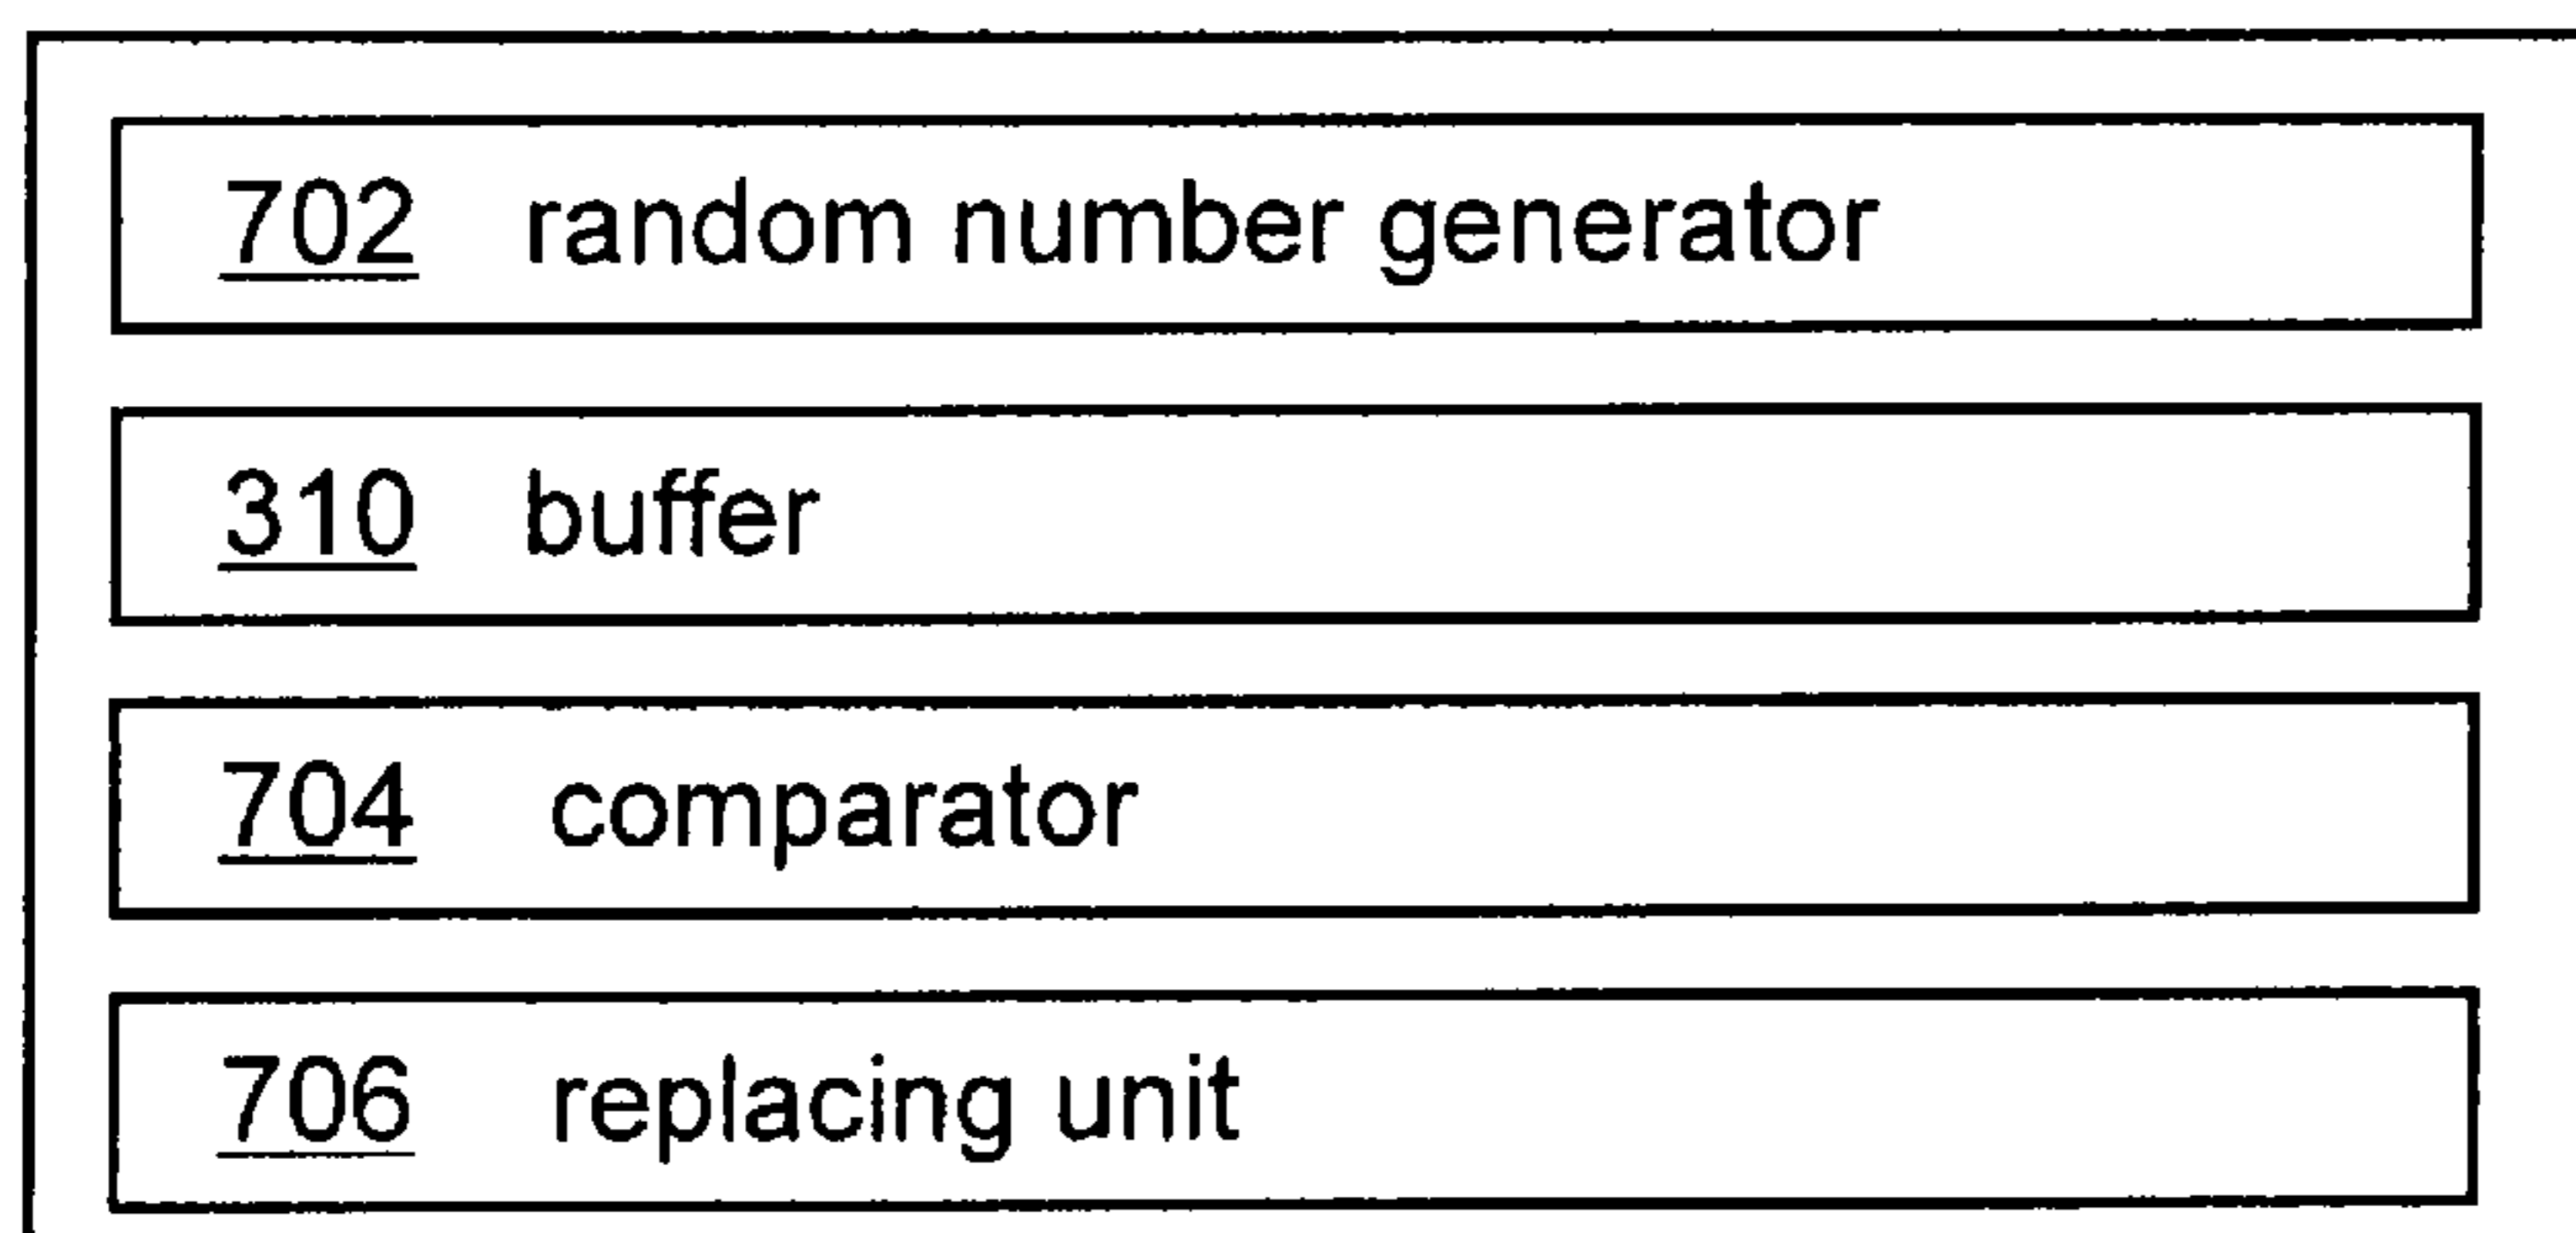 702 random number generator
310 buffer
704 comparator
706 replacing unit